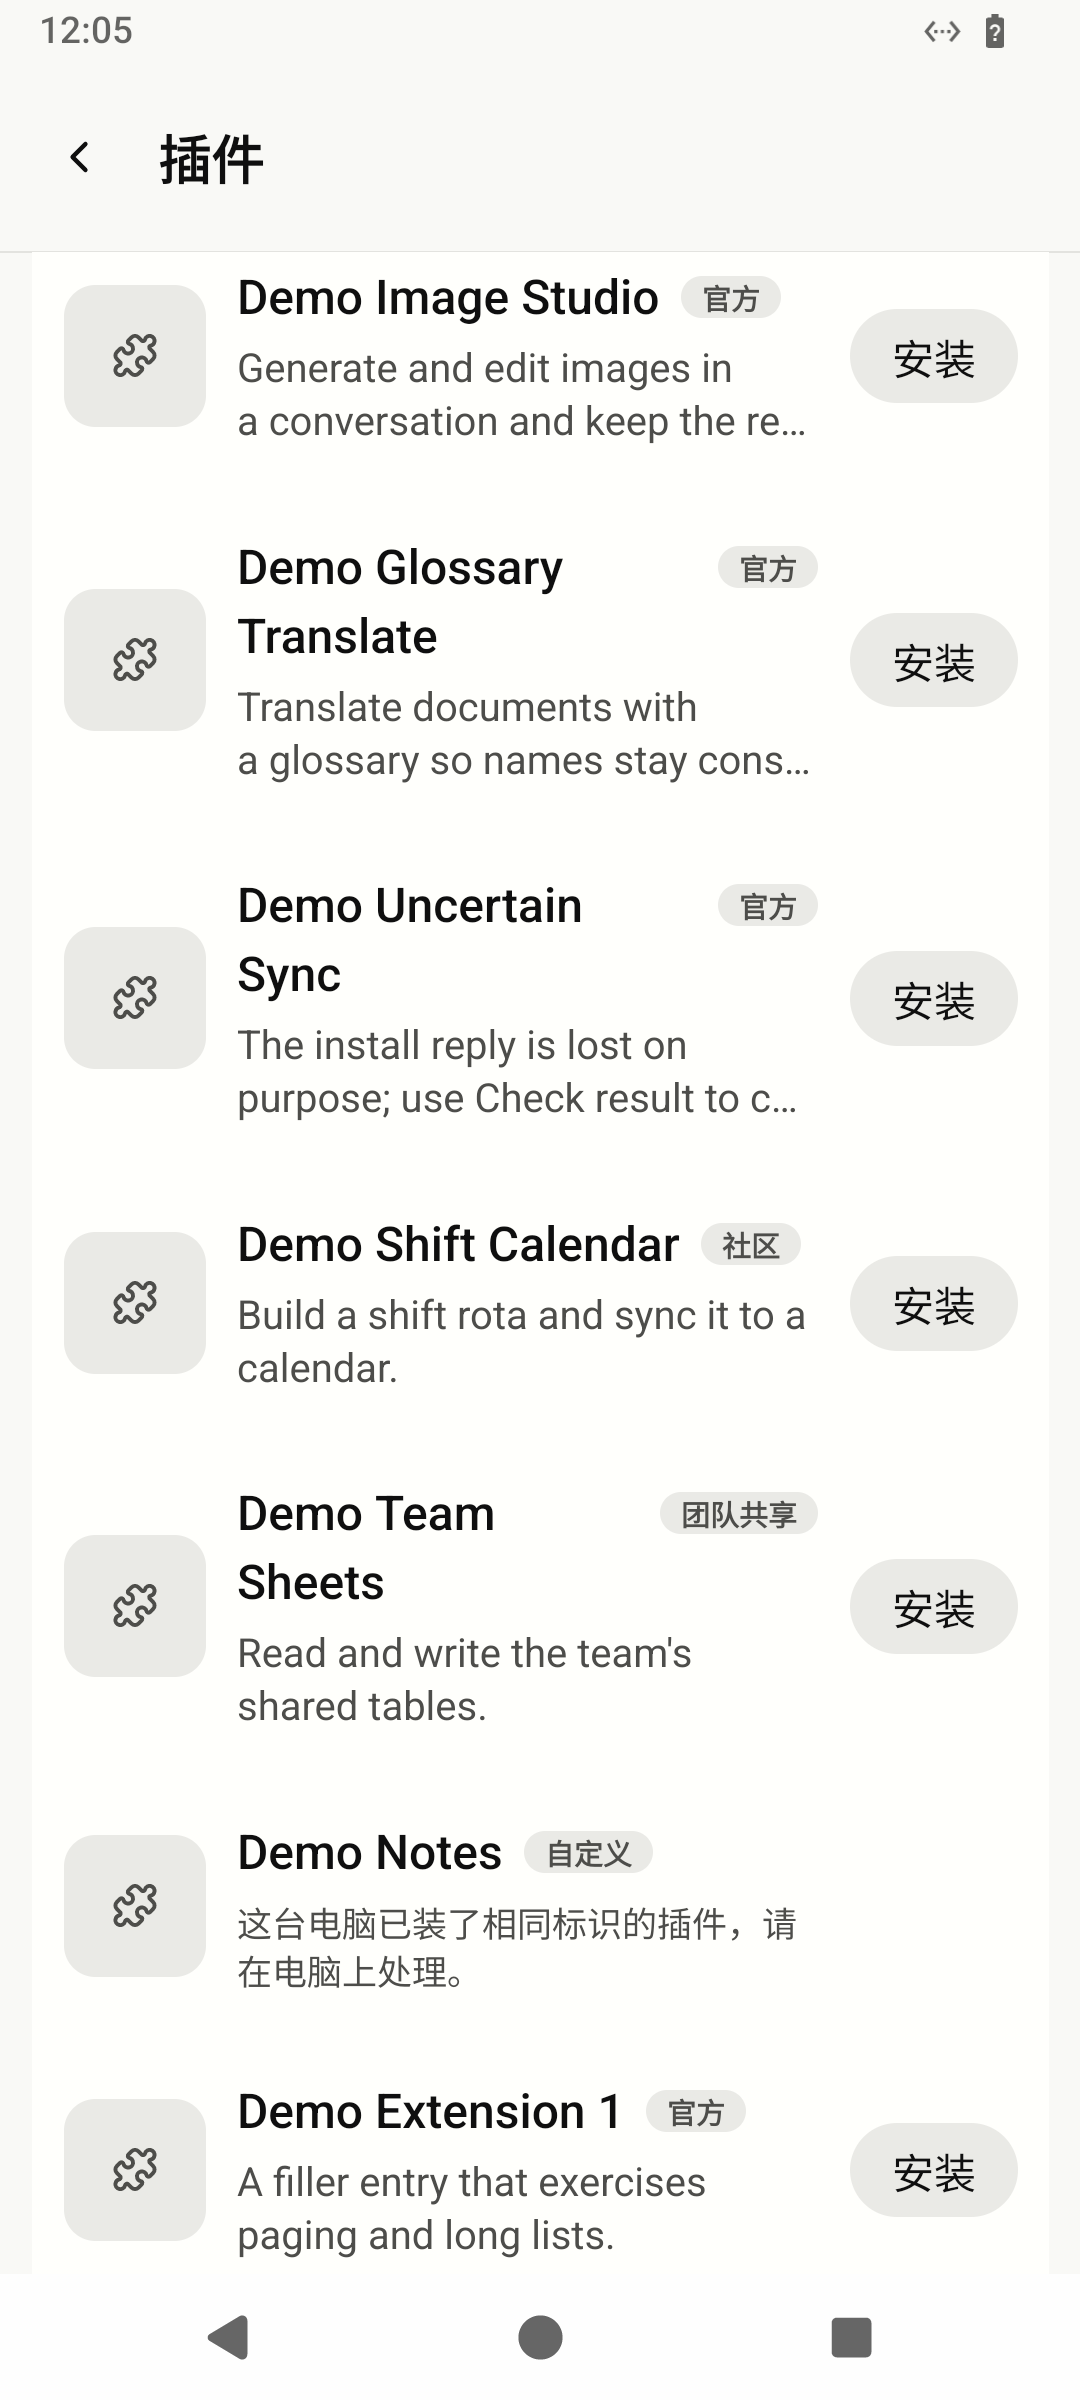 12:05
插件
Demo Image Studio 官方
Generate and edit images in
a conversation and keep the re…
安装
Demo Glossary 官方
Translate
Translate documents with
a glossary so names stay cons…
安装
Demo Uncertain 官方
Sync
The install reply is lost on
purpose; use Check result to c…
安装
Demo Shift Calendar 社区
Build a shift rota and sync it to a
calendar.
安装
Demo Team 团队共享
Sheets
Read and write the team's
shared tables.
安装
Demo Notes 自定义
这台电脑已装了相同标识的插件，请
在电脑上处理。
Demo Extension 1 官方
A filler entry that exercises
paging and long lists.
安装